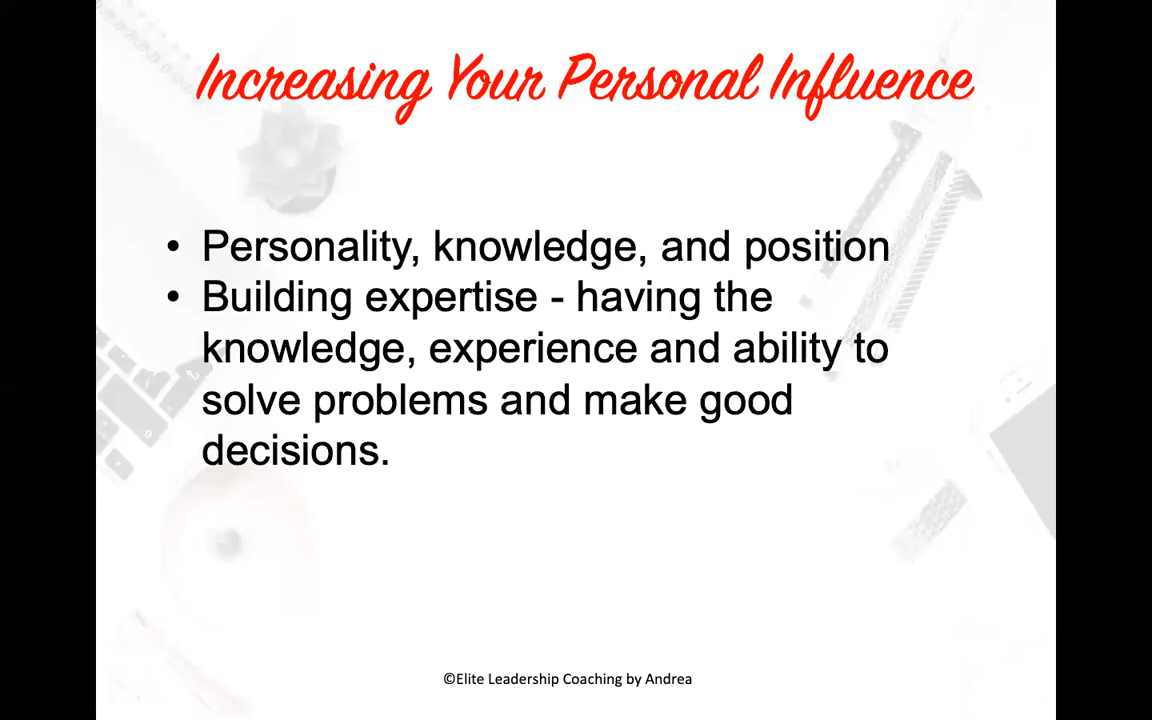 Increasing Your Personal Influence
• Personality, knowledge, and position
• Building expertise - having the
knowledge, experience and ability to
solve problems and make good
decisions.
©Elite Leadership Coaching by Andrea